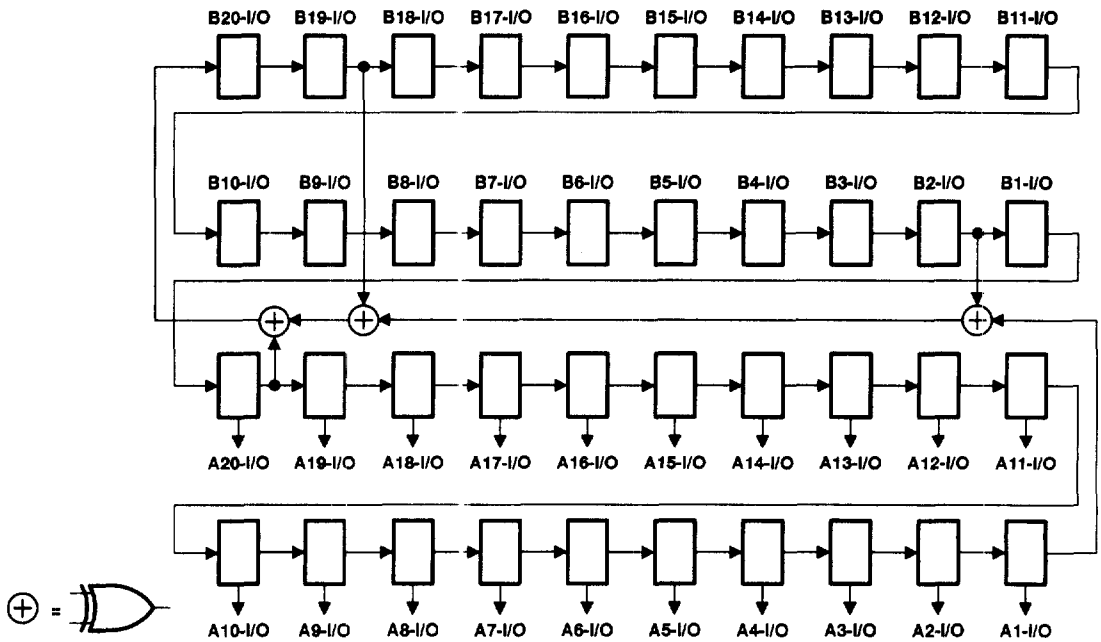 B20-I/O B19-I/O B18-I/O B17-I/O B16-I/O B15-I/O B14-I/O B13-I/O B12-I/O B11-I/O
B10-I/O B9-I/O B8-I/O B7-I/O B6-I/O B5-I/O B4-I/O B3-I/O B2-I/O B1-I/O
A20-I/O A19-I/O A18-I/O A17-I/O A16-I/O A15-I/O A14-I/O A13-I/O A12-I/O A11-I/O
A10-I/O A9-I/O A8-I/O A7-I/O A6-I/O A5-I/O A4-I/O A3-I/O A2-I/O A1-I/O
=